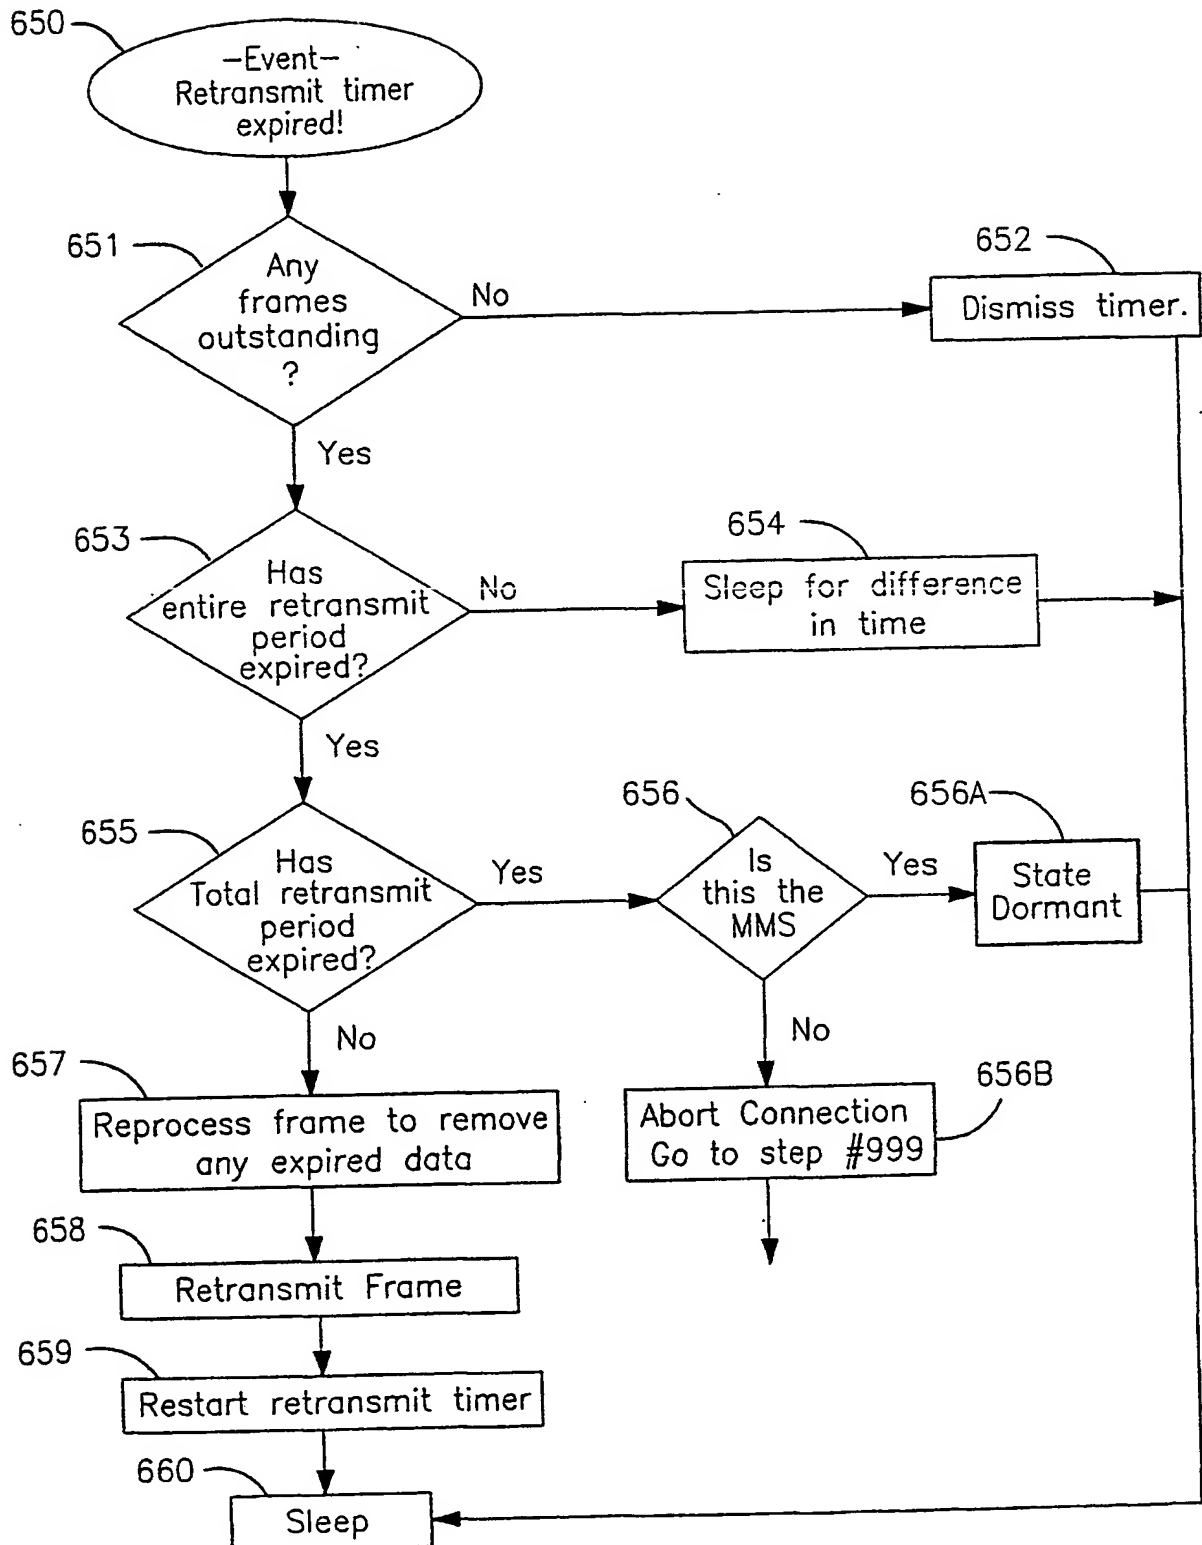 650
–Event–
Retransmit timer
expired!
651
Any
frames
outstanding
?
No
652
Dismiss timer.
Yes
653
Has
entire retransmit
period
expired?
No
654
Sleep for difference
in time
Yes
655
Has
Total retransmit
period
expired?
Yes
656
Is
this the
MMS
Yes
656A
State
Dormant
No
No
656B
Abort Connection
Go to step #999
657
Reprocess frame to remove
any expired data
658
Retransmit Frame
659
Restart retransmit timer
660
Sleep